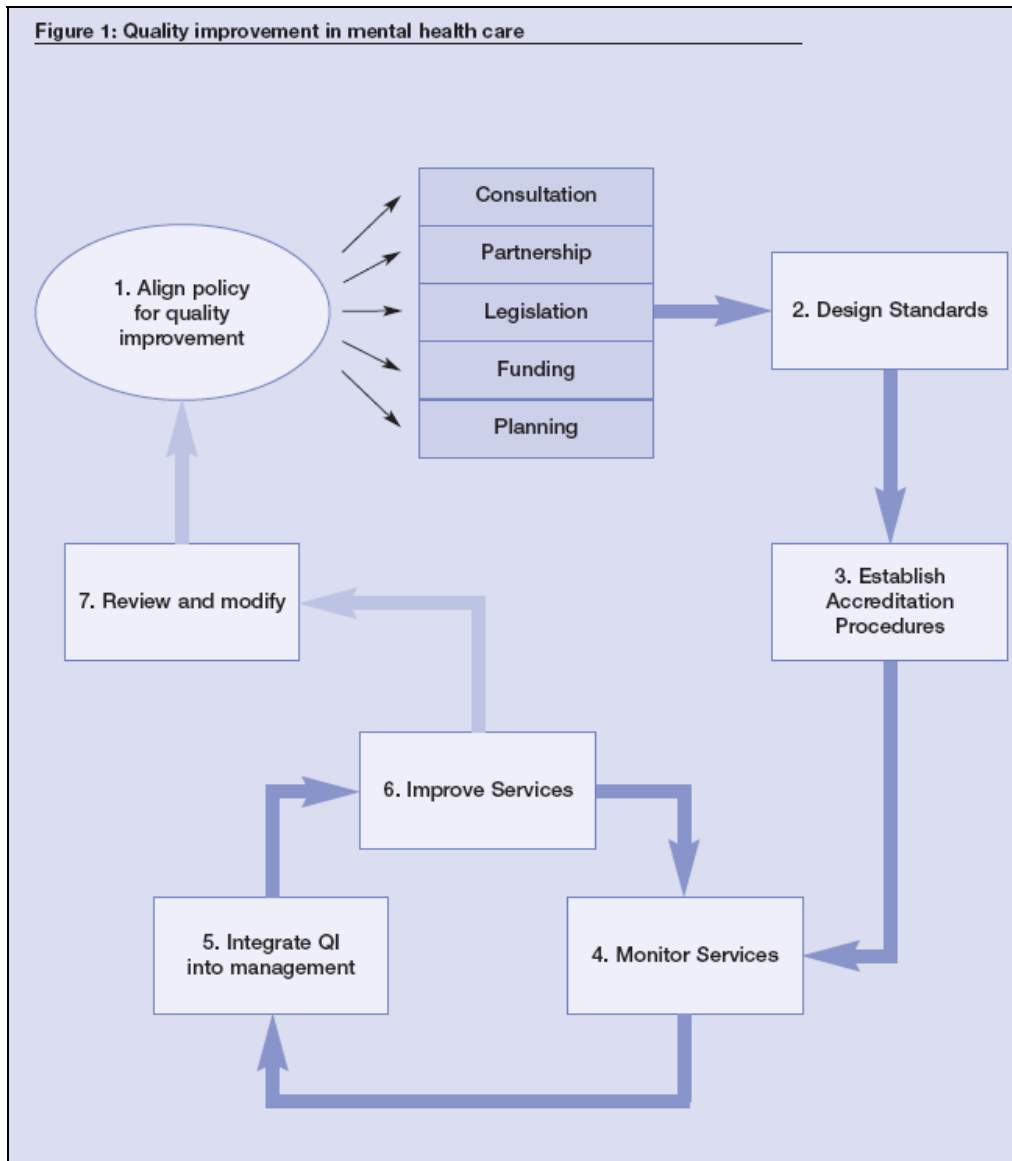 Figure 1: Quality improvement in mental health care
1. Align policy
for quality
improvement
Consultation
Partnership
Legislation
Funding
Planning
2. Design Standards
3. Establish
Accreditation
Procedures
7. Review and modify
6. Improve Services
5. Integrate QI
into management
4. Monitor Services